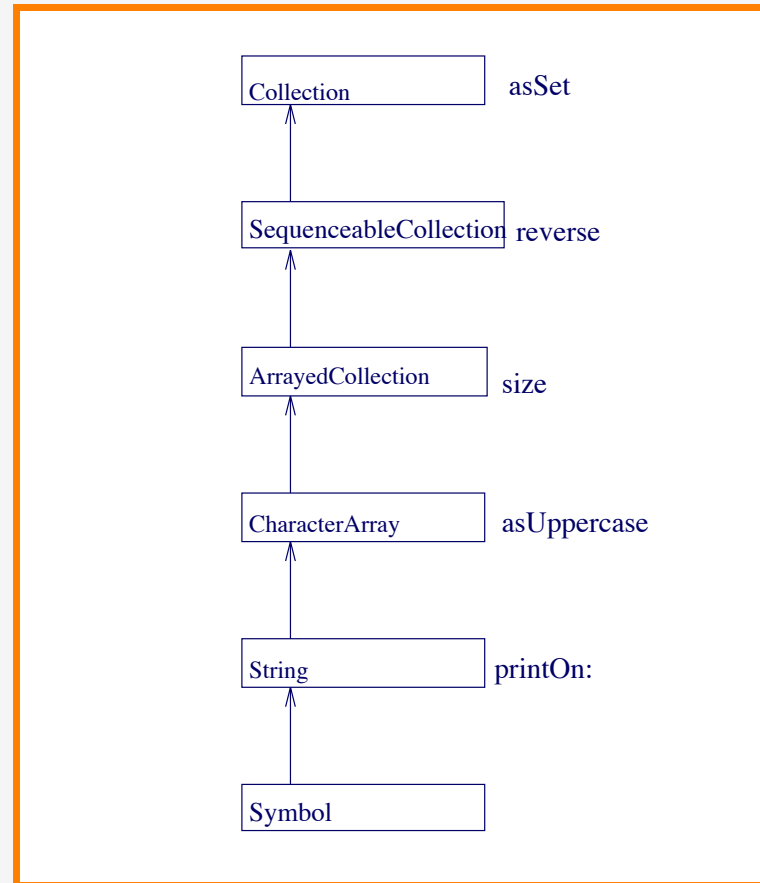 Collection asSet
SequenceableCollection reverse
ArrayedCollection size
CharacterArray asUppercase
String printOn:
Symbol